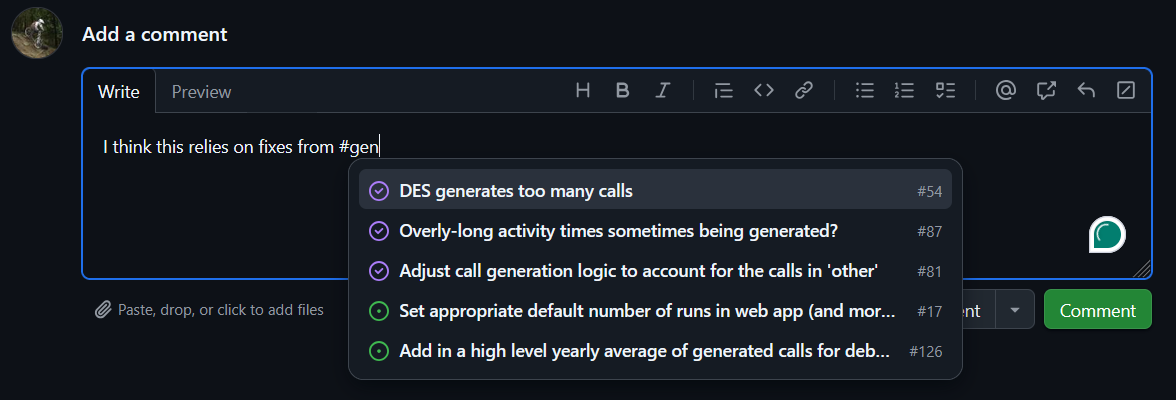 Add a comment
Write Preview
I think this relies on fixes from #gen
DES generates too many calls #54
Overly-long activity times sometimes being generated? #87
Adjust call generation logic to account for the calls in 'other' #81
Set appropriate default number of runs in web app (and mor... #17
Add in a high level yearly average of generated calls for deb... #126
Paste, drop, or click to add files
Comment